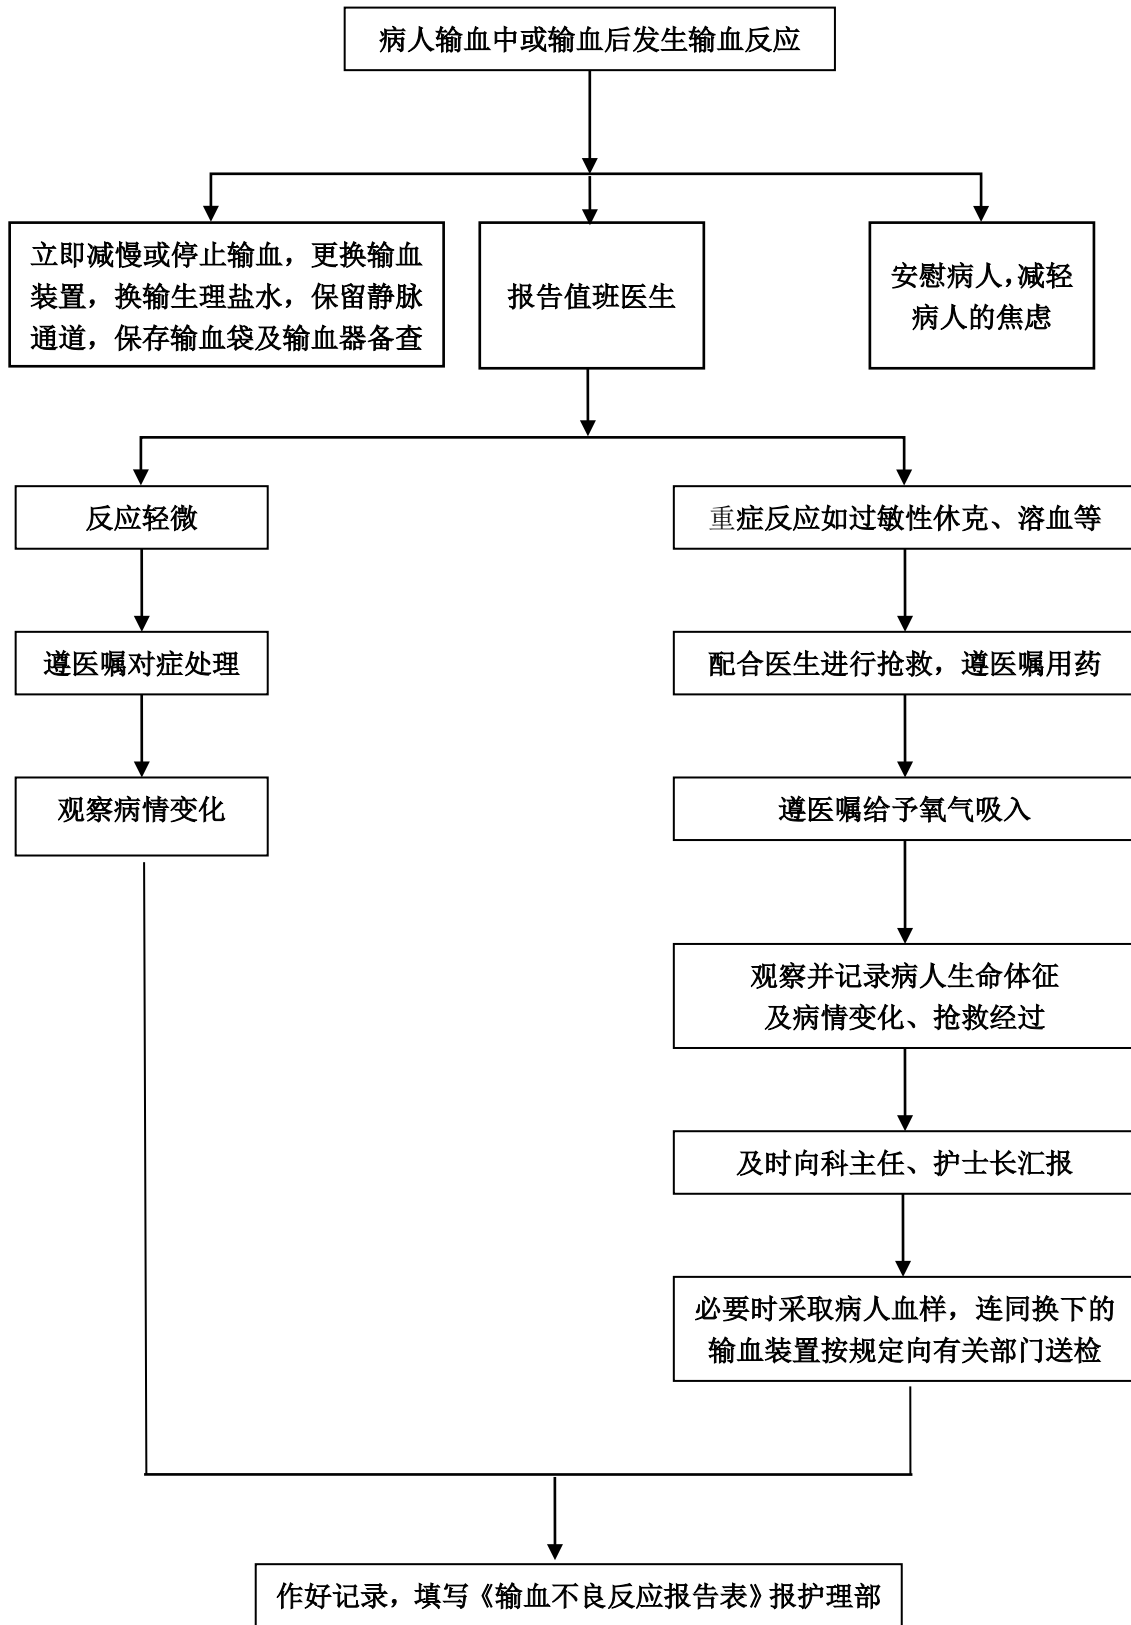 病人输血中或输血后发生输血反应
立即减慢或停止输血，更换输血
装置，换输生理盐水，保留静脉
通道，保存输血袋及输血器备查
报告值班医生
安慰病人，减轻
病人的焦虑
反应轻微
重症反应如过敏性休克、溶血等
遵医嘱对症处理
配合医生进行抢救，遵医嘱用药
观察病情变化
遵医嘱给予氧气吸入
观察并记录病人生命体征
及病情变化、抢救经过
及时向科主任、护士长汇报
必要时采取病人血样，连同换下的
输血装置按规定向有关部门送检
作好记录，填写《输血不良反应报告表》报护理部